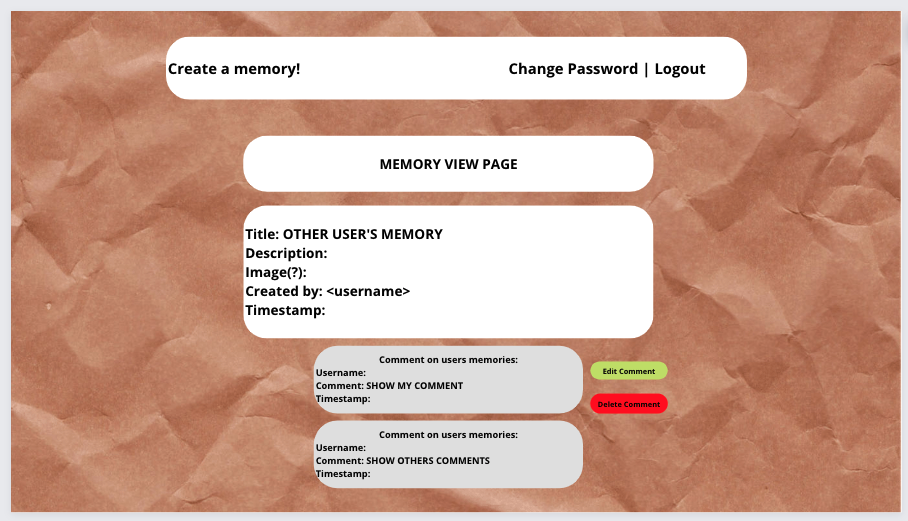 Create a memory!
Change Password | Logout
MEMORY VIEW PAGE
Title: OTHER USER'S MEMORY
Description:
Image(?):
Created by: <username>
Timestamp:
Comment on users memories:
Username:
Comment: SHOW MY COMMENT
Timestamp:
Edit Comment
Delete Comment
Comment on users memories:
Username:
Comment: SHOW OTHERS COMMENTS
Timestamp: